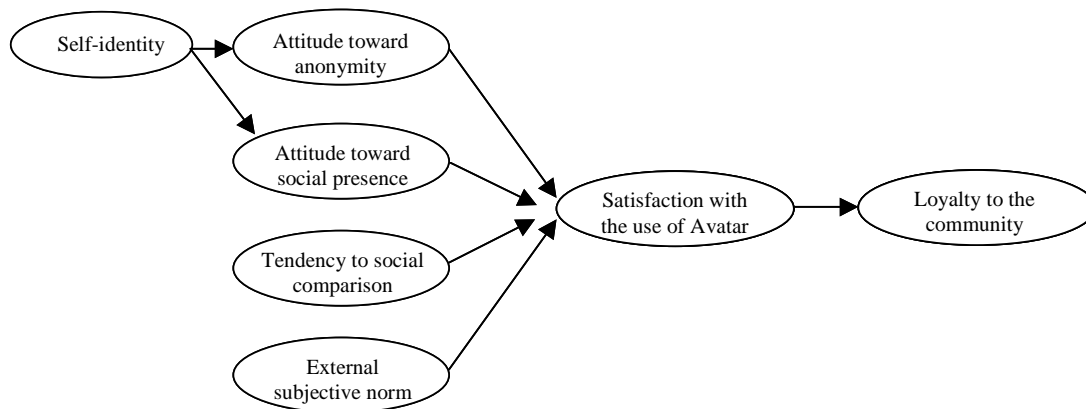 Self-identity
Attitude toward
anonymity
Attitude toward
social presence
Tendency to social
comparison
External
subjective norm
Satisfaction with
the use of Avatar
Loyalty to the
community